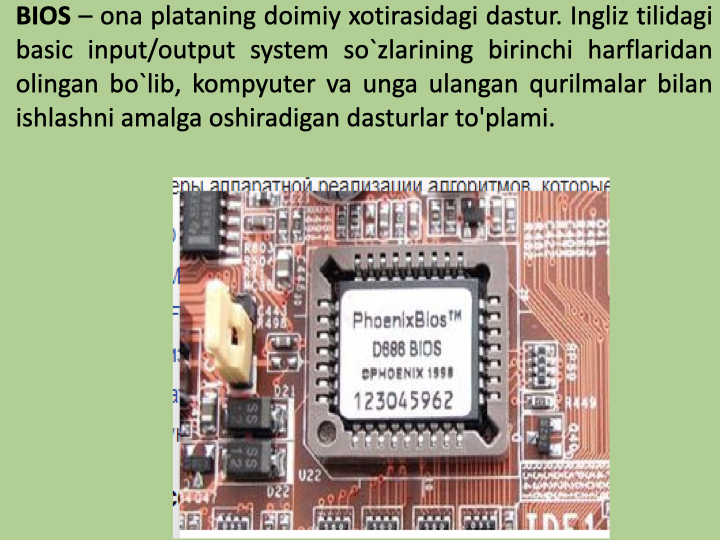 BIOS – ona plataning doimiy xotirasidagi dastur. Ingliz tilidagi
basic input/output system so`zlarining birinchi harflaridan
olingan bo`lib, kompyuter va unga ulangan qurilmalar bilan
ishlashni amalga oshiradigan dasturlar to'plami.
еры аппаратной реализации алгоритмов, которые
PhoenixBios™
D686 BIOS
©PHOENIX 1998
123045962
R449
D21
U22
D22
IDE1